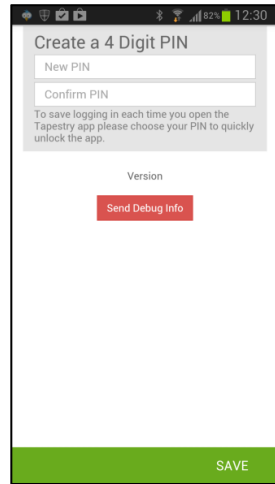 82% 12:30
Create a 4 Digit PIN
New PIN
Confirm PIN
To save logging in each time you open the
Tapestry app please choose your PIN to quickly
unlock the app.
Version
Send Debug Info
SAVE